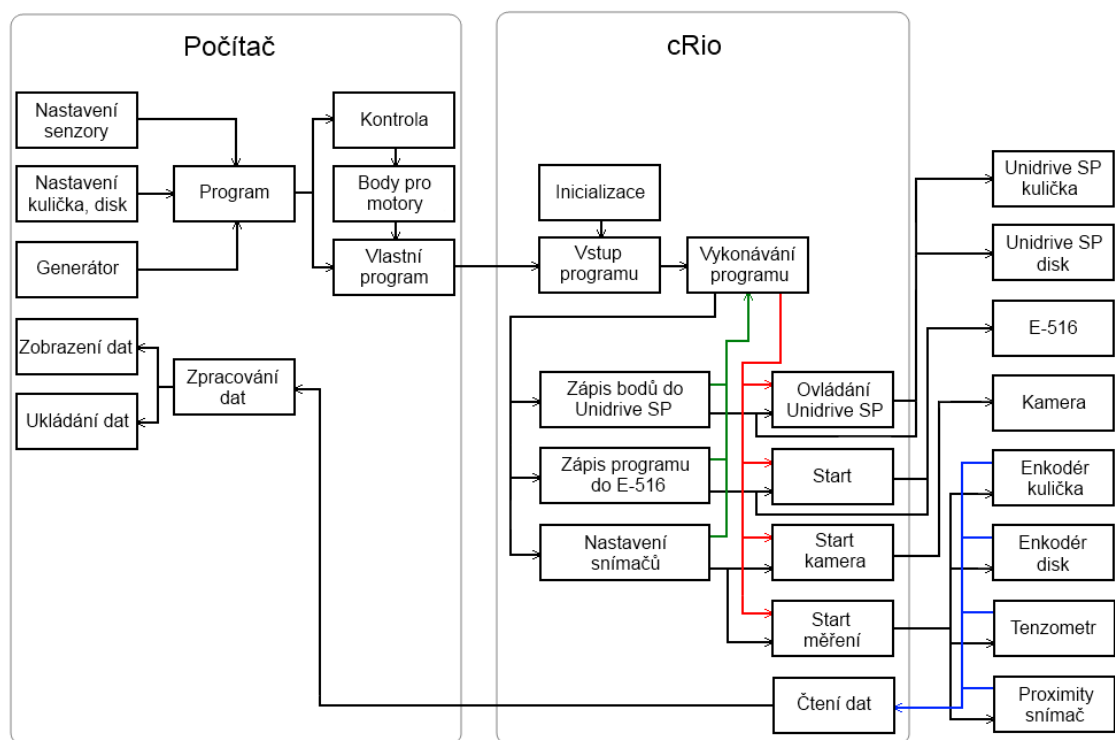 Počítač
Nastavení
senzory
Nastavení
kulička, disk
Generátor
Program
Kontrola
Body pro
motory
Vlastní
program
Zobrazení dat
Ukládání dat
Zpracování
dat
cRio
Inicializace
Vstup
programu
Vykonávání
programu
Zápis bodů do
Unidrive SP
Zápis programu
do E-516
Nastavení
snímačů
Ovládání
Unidrive SP
Start
Start
kamera
Start
měření
Čtení dat
Unidrive SP
kulička
Unidrive SP
disk
E-516
Kamera
Enkodér
kulička
Enkodér
disk
Tenzometr
Proximity
snímač